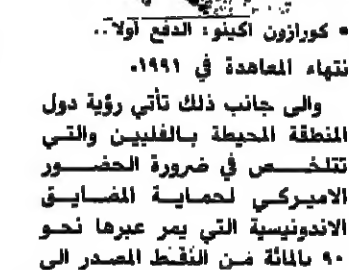 • كورازون اكينو: الدفع اولا..
نتهاء المعاهدة في ١٩٩١.
والى جانب ذلك تأتي رؤية دول
المنطقة المحيطة بالفلبين والتي
تتلخص في ضرورة الحضور
الاميركي لحماية المضايق
الاندونيسية التي يمر عبرها نحو
٩٠ بالمائة من النفط المصدر الى